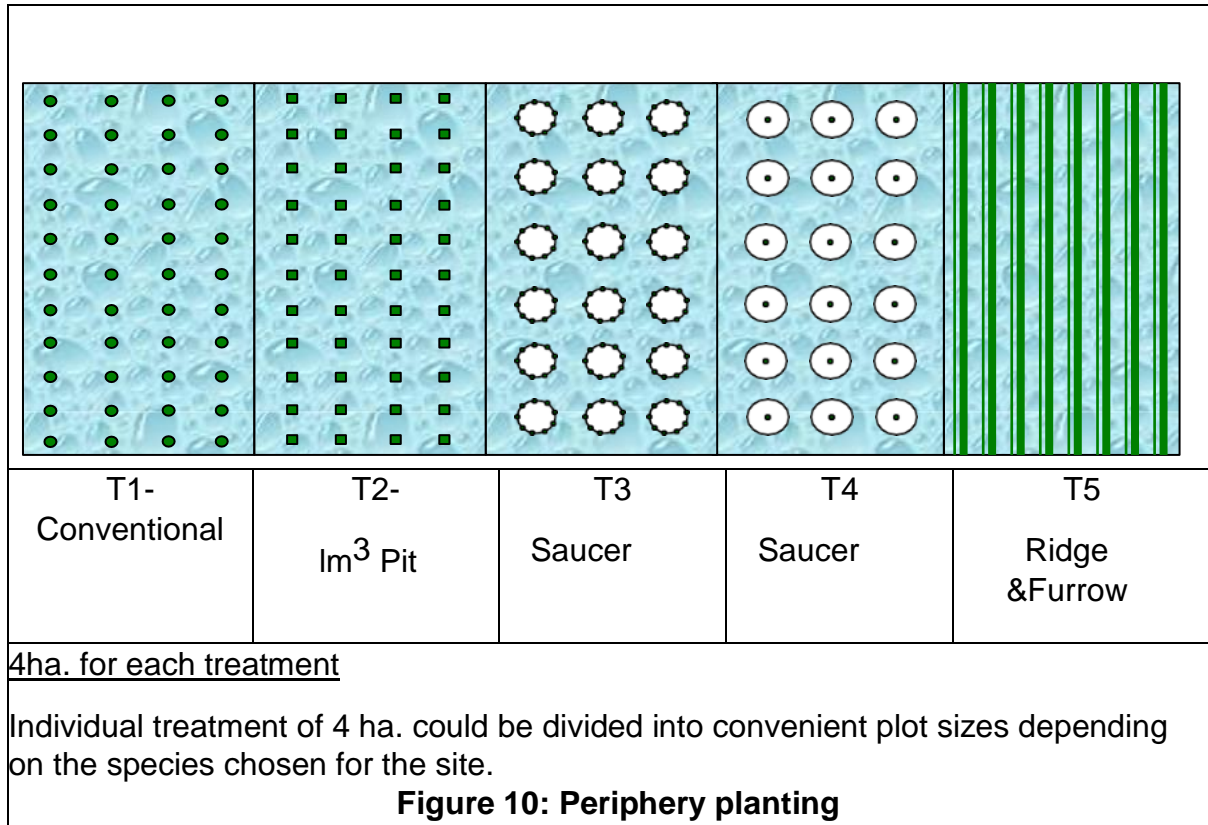 T1-
Conventional
T2-
lm3 Pit
T3
Saucer
T4
Saucer
T5
Ridge
&Furrow
4ha. for each treatment
Individual treatment of 4 ha. could be divided into convenient plot sizes depending
on the species chosen for the site.
Figure 10: Periphery planting